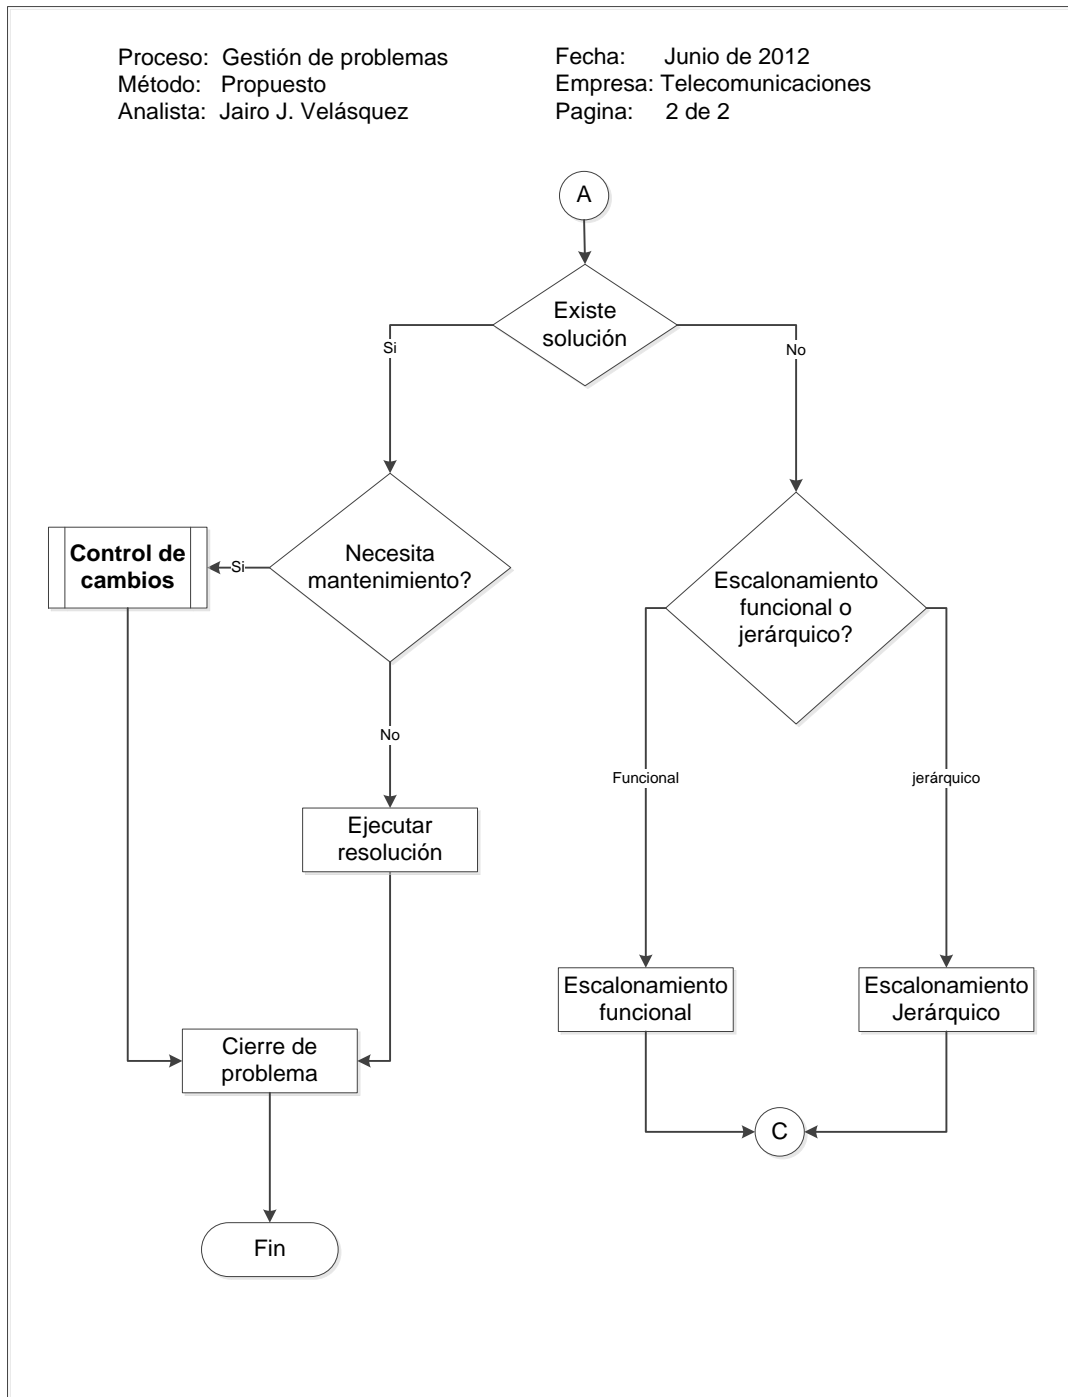 Proceso: Gestión de problemas
Método: Propuesto
Analista: Jairo J. Velásquez
Fecha: Junio de 2012
Empresa: Telecomunicaciones
Pagina: 2 de 2
A
Existe
solución
Si
No
Control de
cambios
Si
Necesita
mantenimiento?
Escalonamiento
funcional o
jerárquico?
No
Funcional
jerárquico
Ejecutar
resolución
Escalonamiento
funcional
Escalonamiento
Jerárquico
Cierre de
problema
C
Fin